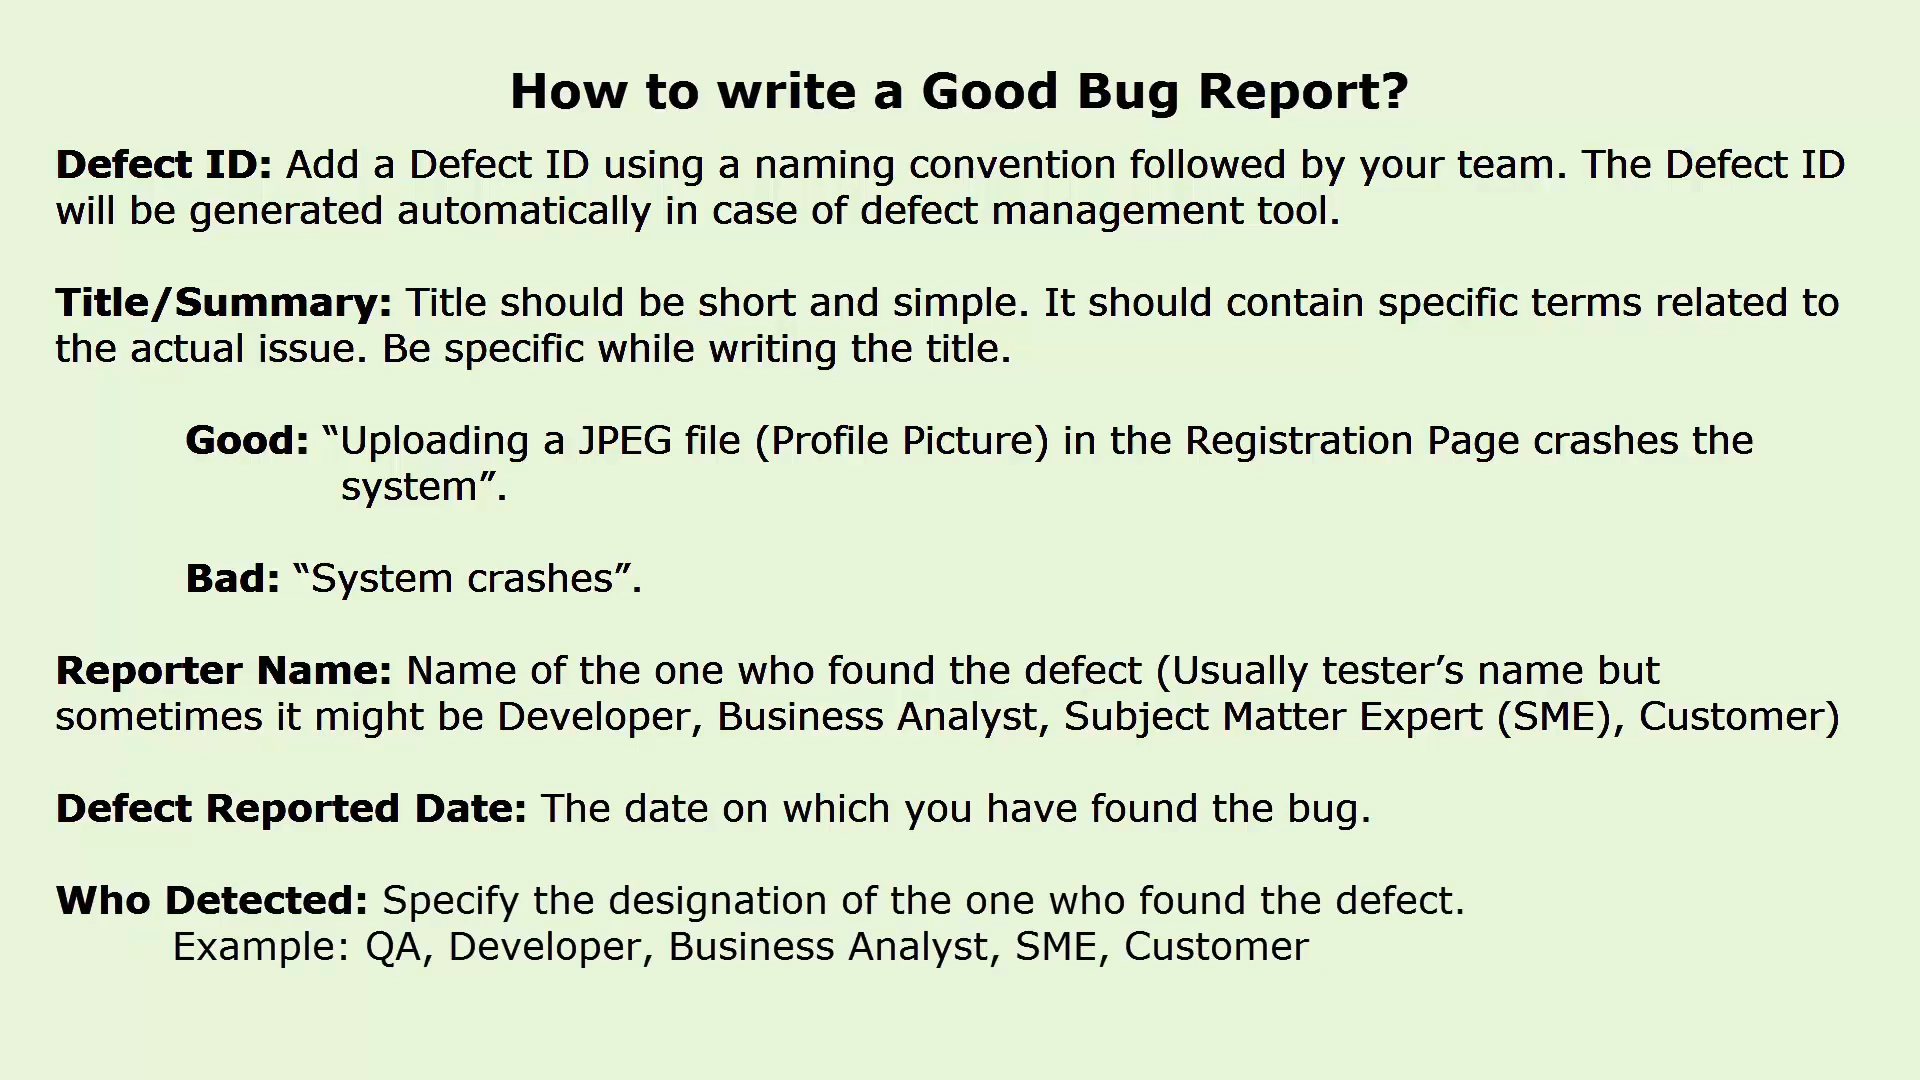 How to write a Good Bug Report?
Defect ID: Add a Defect ID using a naming convention followed by your team. The Defect ID
will be generated automatically in case of defect management tool.
Title/Summary: Title should be short and simple. It should contain specific terms related to
the actual issue. Be specific while writing the title.
Good: “Uploading a JPEG file (Profile Picture) in the Registration Page crashes the
system”.
Bad: “System crashes”.
Reporter Name: Name of the one who found the defect (Usually tester’s name but
sometimes it might be Developer, Business Analyst, Subject Matter Expert (SME), Customer)
Defect Reported Date: The date on which you have found the bug.
Who Detected: Specify the designation of the one who found the defect.
Example: QA, Developer, Business Analyst, SME, Customer